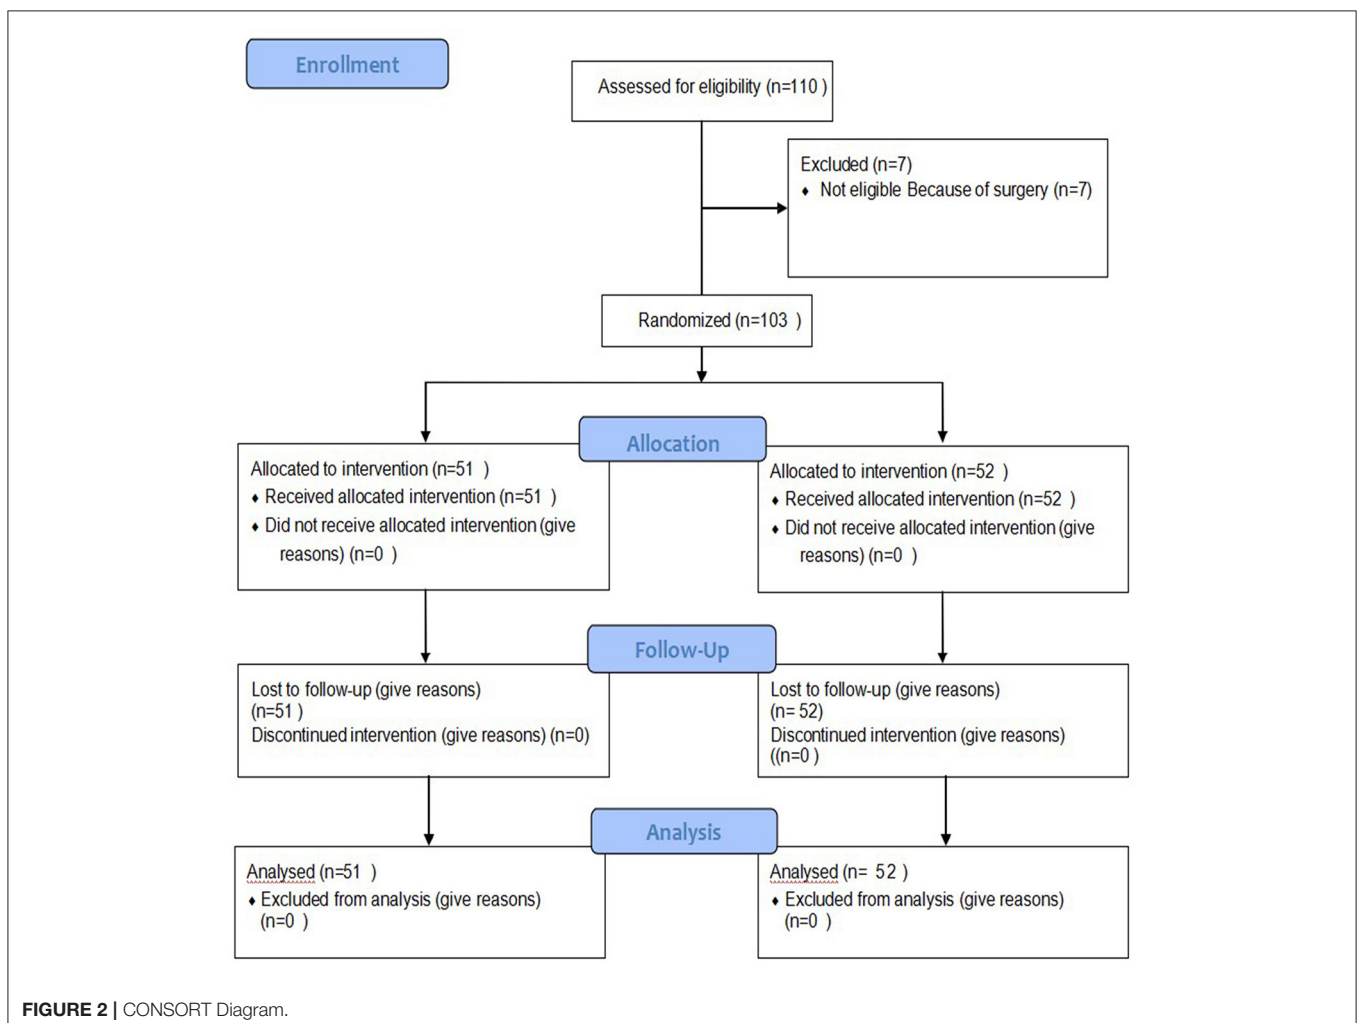 Enrollment
Assessed for eligibility (n=110 )
Excluded (n=7)
♦ Not eligible Because of surgery (n=7)
Randomized (n=103 )
Allocation
Allocated to intervention (n=51 )
♦ Received allocated intervention (n=51 )
♦ Did not receive allocated intervention (give
reasons) (n=0 )
Allocated to intervention (n=52 )
♦ Received allocated intervention (n=52 )
♦ Did not receive allocated intervention (give
reasons) (n=0 )
Follow-Up
Lost to follow-up (give reasons)
(n=51 )
Discontinued intervention (give reasons) (n=0)
Lost to follow-up (give reasons)
(n= 52)
Discontinued intervention (give reasons)
((n=0 )
Analysis
Analysed (n=51 )
♦ Excluded from analysis (give reasons)
(n=0 )
Analysed (n= 52 )
♦ Excluded from analysis (give reasons)
(n=0 )
FIGURE 2 | CONSORT Diagram.